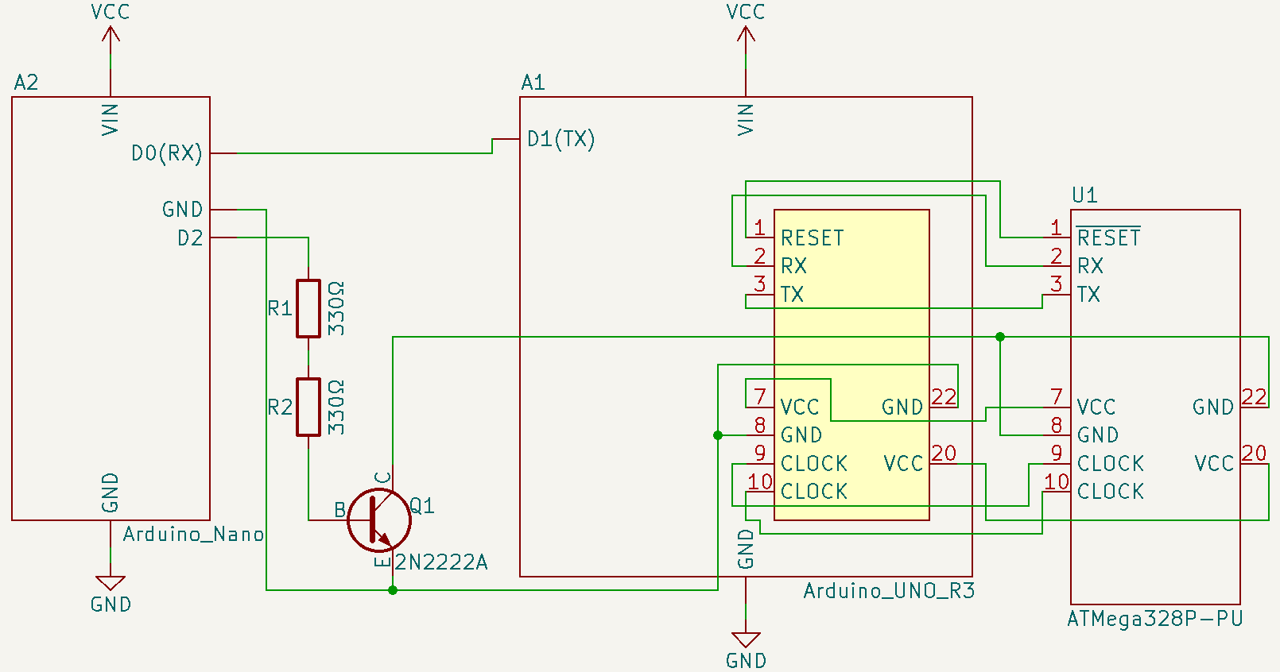 VCC
VCC
A2
A1
VIN
VIN
D0(RX)
D1(TX)
GND
D2
R1
330Ω
R2
330Ω
GND
Arduino_Nano
GND
B
C
E
Q1
2N2222A
1
RESET
2
RX
3
TX
7
VCC
8
GND
9
CLOCK
10
CLOCK
GND
22
VCC
20
GND
Arduino_UNO_R3
GND
U1
1
RESET
2
RX
3
TX
7
VCC
8
GND
9
CLOCK
10
CLOCK
GND
22
VCC
20
ATMega328P-PU